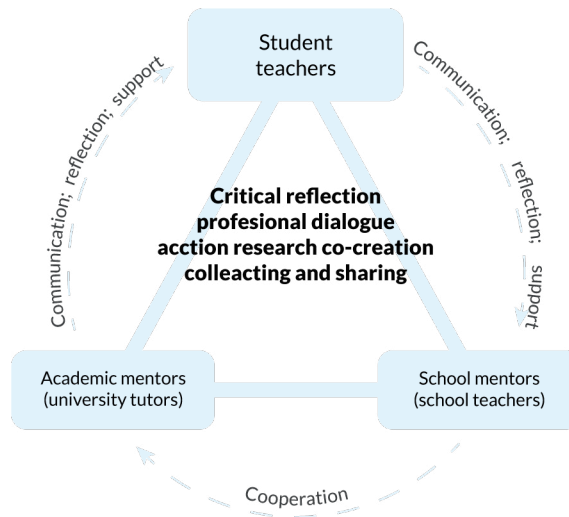 Student
teachers
Communication; reflection; support
Communication; reflection; support
Critical reflection
profesional dialogue
acction research co-creation
colleacting and sharing
Academic mentors
(university tutors)
School mentors
(school teachers)
Cooperation